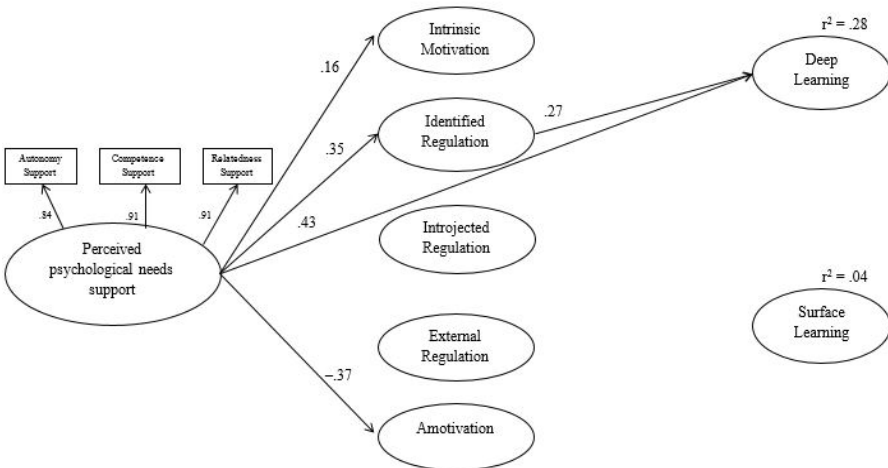 Intrinsic
Motivation
r² = .28
Deep
Learning
.16
Identified
Regulation
.27
.35
Autonomy
Support
Competence
Support
Relatedness
Support
.84
.91
.91
.43
Introjected
Regulation
Perceived
psychological needs
support
r² = .04
Surface
Learning
External
Regulation
–.37
Amotivation